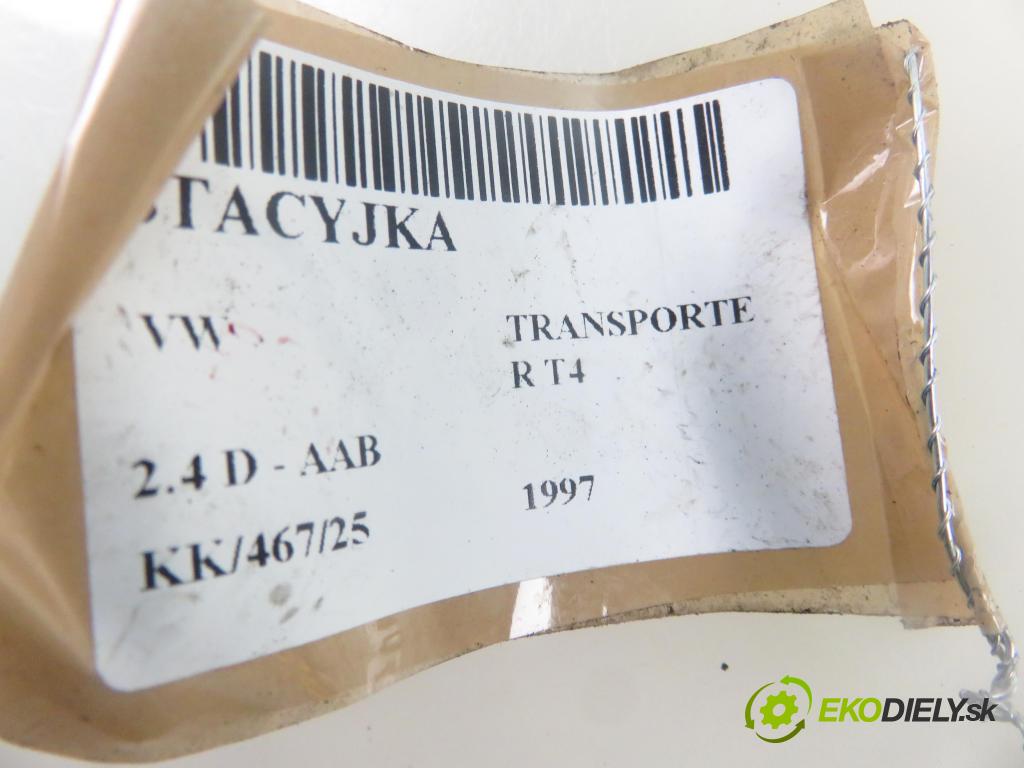 STACYJKA
VW
TRANSPORTE
R T4
2.4 D - AAB
1997
KK/467/25
EKODIELY.sk